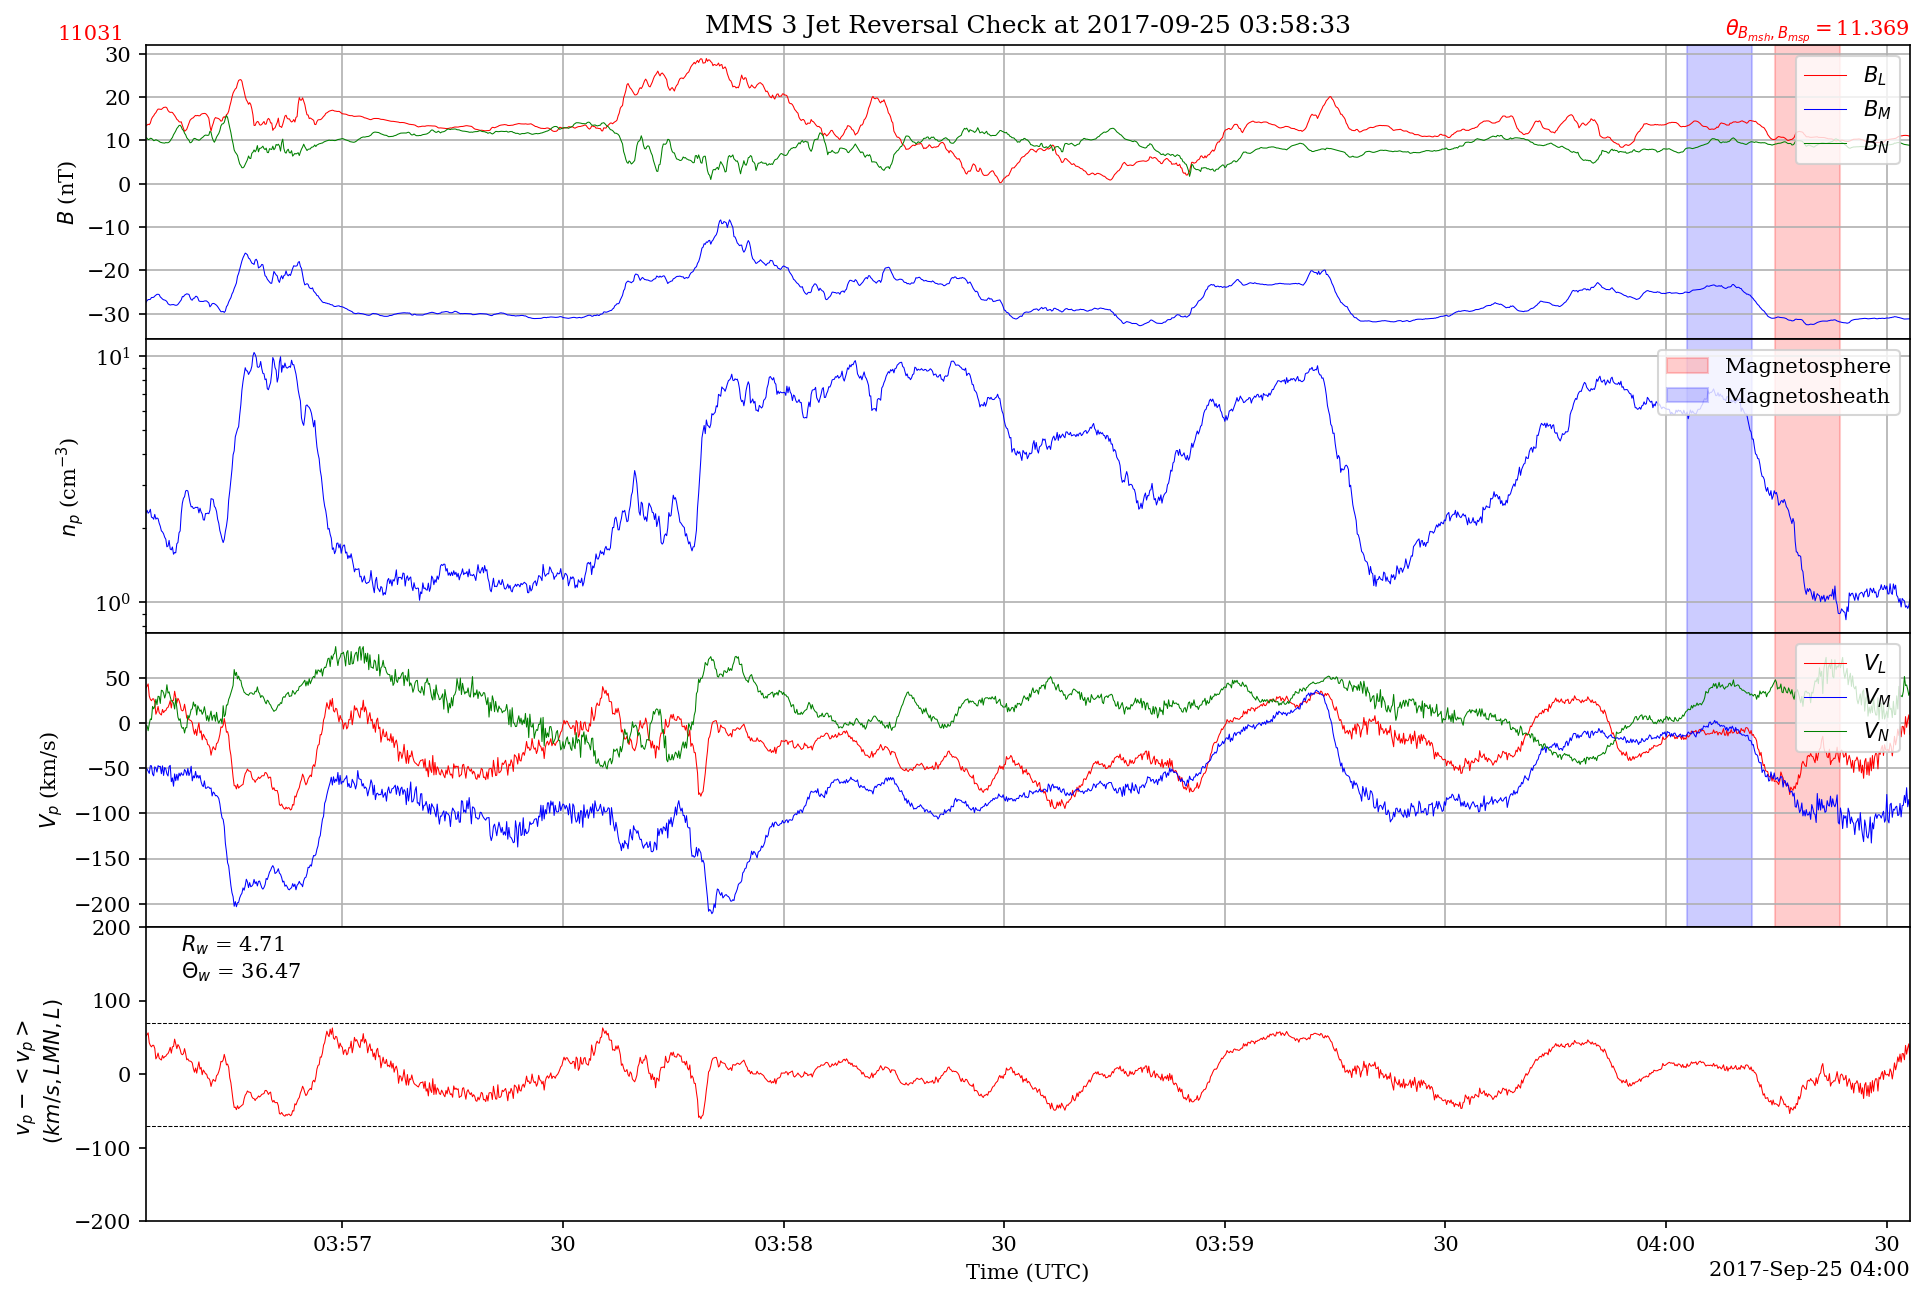 11031
MMS 3 Jet Reversal Check at 2017-09-25 03:58:33
θ_{B_{msh}, B_{msp}} = 11.369
30
20
10
0
−10
−20
−30
B (nT)
B_L
B_M
B_N
10^1
10^0
n_p (cm^{−3})
Magnetosphere
Magnetosheath
50
0
−50
−100
−150
−200
V_p (km/s)
V_L
V_M
V_N
200
100
0
−100
−200
v_p − < v_p >
(km/s, LMN, L)
R_w = 4.71
Θ_w = 36.47
03:57 30 03:58 30 03:59 30 04:00 30
Time (UTC)
2017-Sep-25 04:00